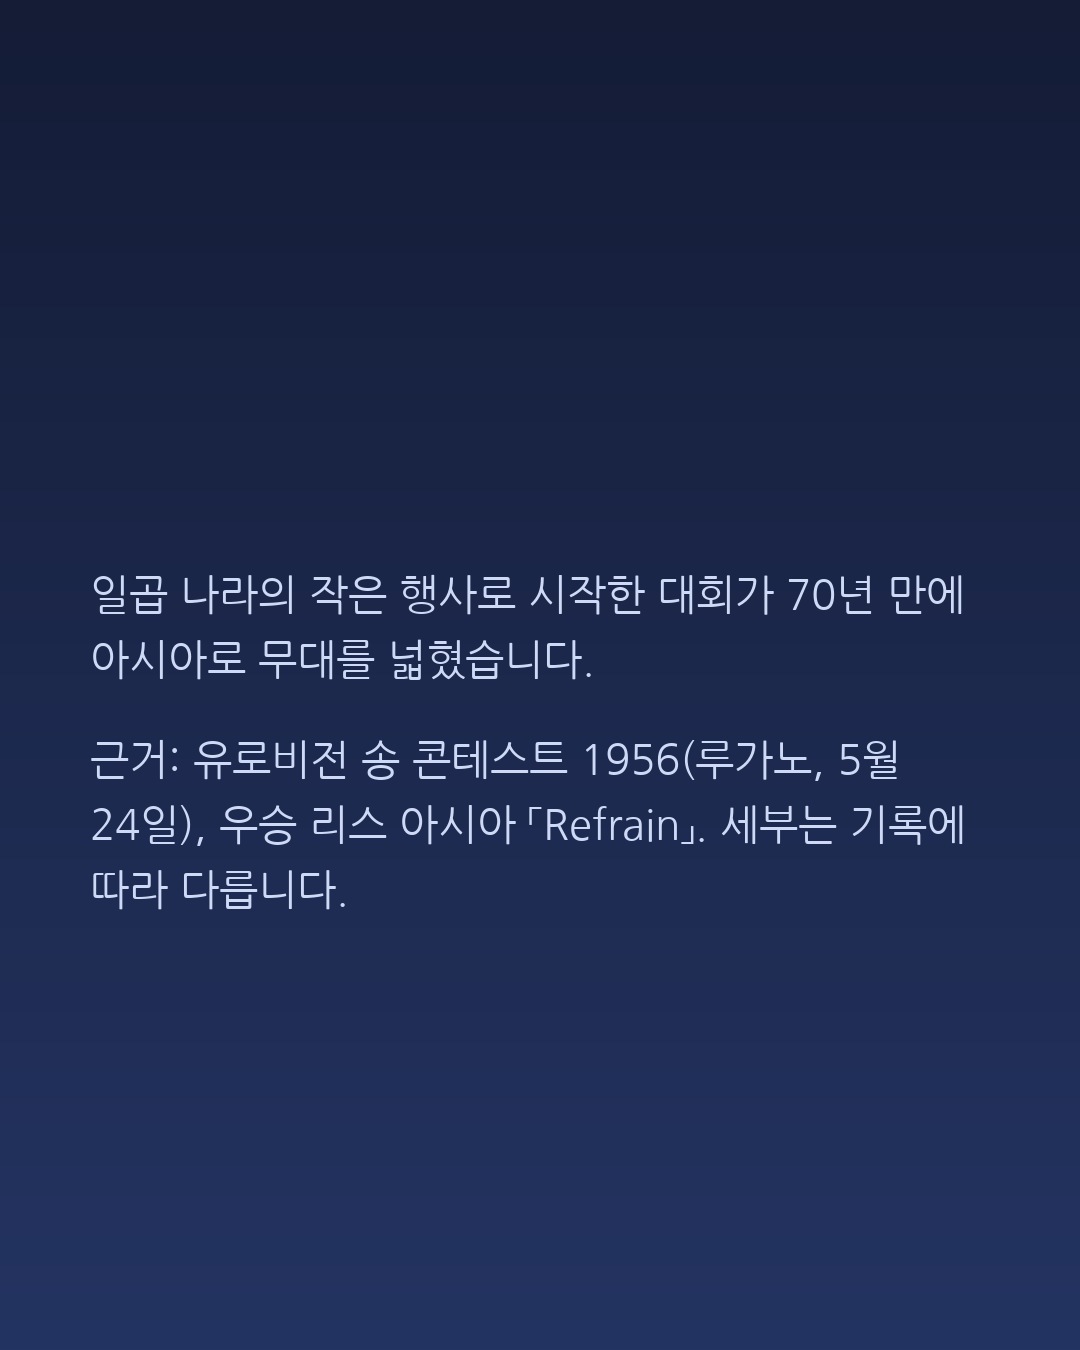 일곱 나라의 작은 행사로 시작한 대회가 70년 만에
아시아로 무대를 넓혔습니다.
근거: 유로비전 송 콘테스트 1956(루가노, 5월
24일), 우승 리스 아시아 「Refrain」. 세부는 기록에
따라 다릅니다.